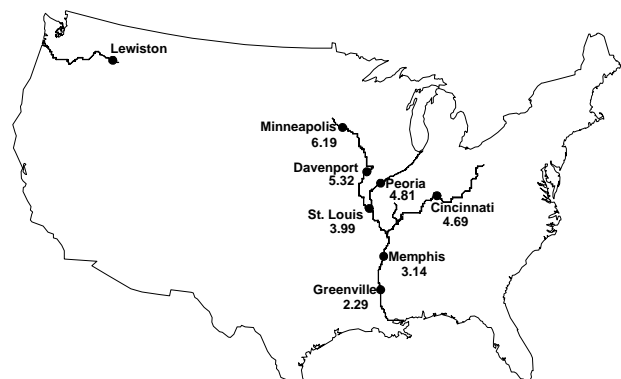 Lewiston
Minneapolis
6.19
Davenport
5.32
Peoria
4.81
Cincinnati
4.69
St. Louis
3.99
Memphis
3.14
Greenville
2.29